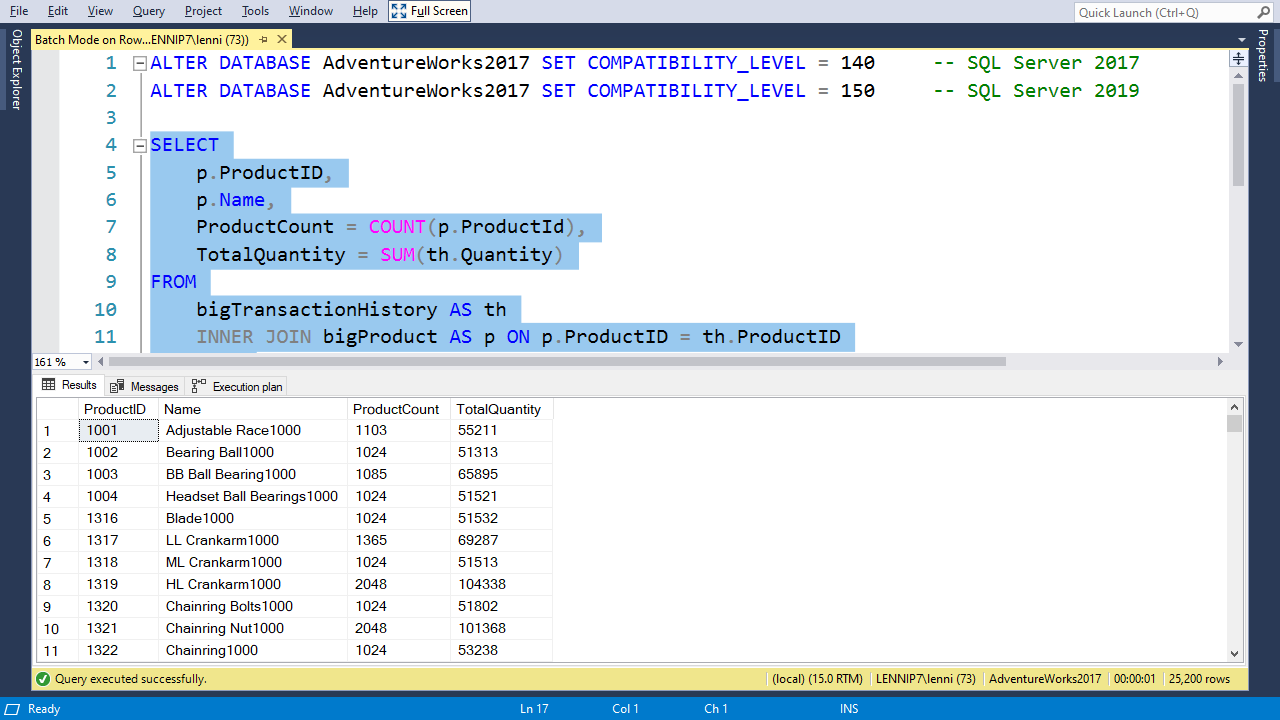 File Edit View Query Project Tools Window Help Full Screen
Quick Launch (Ctrl+Q)
Object Explorer
Properties
Batch Mode on Row...ENNIP7\lenni (73))
1 ALTER DATABASE AdventureWorks2017 SET COMPATIBILITY_LEVEL = 140 -- SQL Server 2017
2 ALTER DATABASE AdventureWorks2017 SET COMPATIBILITY_LEVEL = 150 -- SQL Server 2019
3
4 SELECT
5 p.ProductID,
6 p.Name,
7 ProductCount = COUNT(p.ProductId),
8 TotalQuantity = SUM(th.Quantity)
9 FROM
10 bigTransactionHistory AS th
11 INNER JOIN bigProduct AS p ON p.ProductID = th.ProductID
161 %
Results Messages Execution plan
ProductID Name ProductCount TotalQuantity
1 1001 Adjustable Race1000 1103 55211
2 1002 Bearing Ball1000 1024 51313
3 1003 BB Ball Bearing1000 1085 65895
4 1004 Headset Ball Bearings1000 1024 51521
5 1316 Blade1000 1024 51532
6 1317 LL Crankarm1000 1365 69287
7 1318 ML Crankarm1000 1024 51513
8 1319 HL Crankarm1000 2048 104338
9 1320 Chainring Bolts1000 1024 51802
10 1321 Chainring Nut1000 2048 101368
11 1322 Chainring1000 1024 53238
Query executed successfully. (local) (15.0 RTM) LENNIP7\lenni (73) AdventureWorks2017 00:00:01 25,200 rows
Ready Ln 17 Col 1 Ch 1 INS